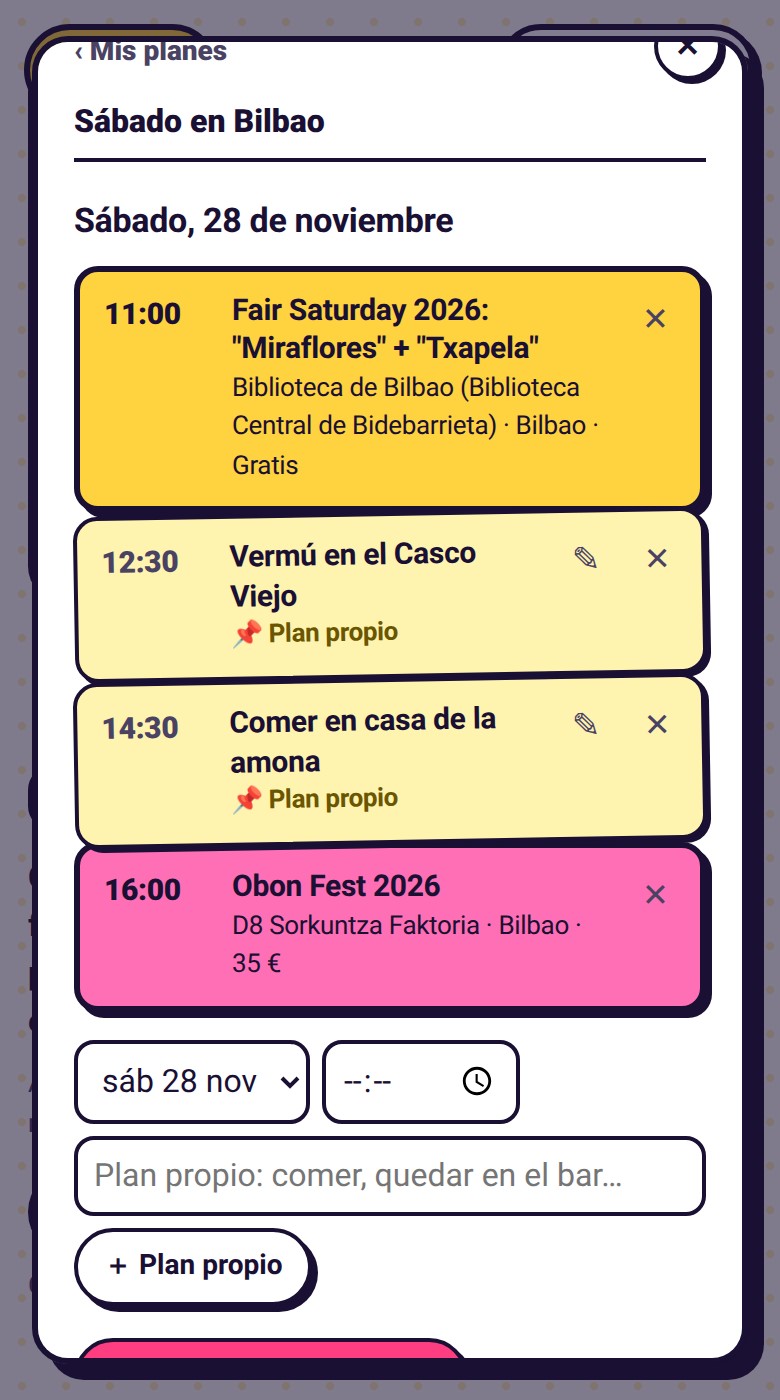 ‹ Mis planes
Sábado en Bilbao
Sábado, 28 de noviembre
11:00
Fair Saturday 2026:
"Miraflores" + "Txapela"
Biblioteca de Bilbao (Biblioteca
Central de Bidebarrieta) · Bilbao ·
Gratis
12:30
Vermú en el Casco
Viejo
📌 Plan propio
14:30
Comer en casa de la
amona
📌 Plan propio
16:00
Obon Fest 2026
D8 Sorkuntza Faktoria · Bilbao ·
35 €
sáb 28 nov
--:--
Plan propio: comer, quedar en el bar...
+ Plan propio